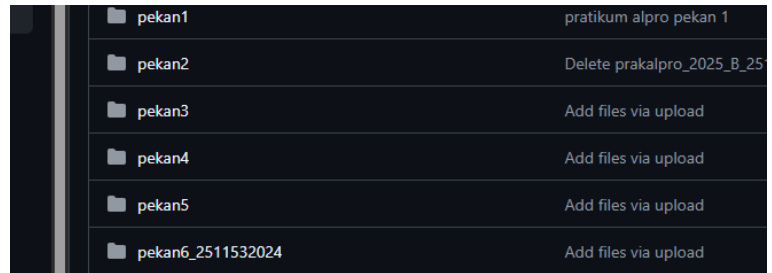 pekan1 pratikum alpro pekan 1
pekan2 Delete prakalpro_2025_B_251
pekan3 Add files via upload
pekan4 Add files via upload
pekan5 Add files via upload
pekan6_2511532024 Add files via upload